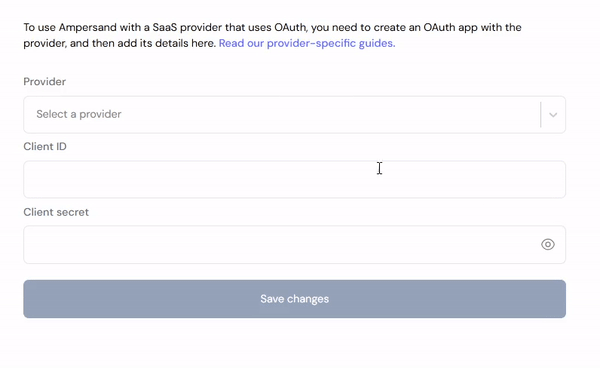 To use Ampersand with a SaaS provider that uses OAuth, you need to create an OAuth app with the
provider, and then add its details here. Read our provider-specific guides.
Provider
Select a provider
Client ID
Client secret
Save changes